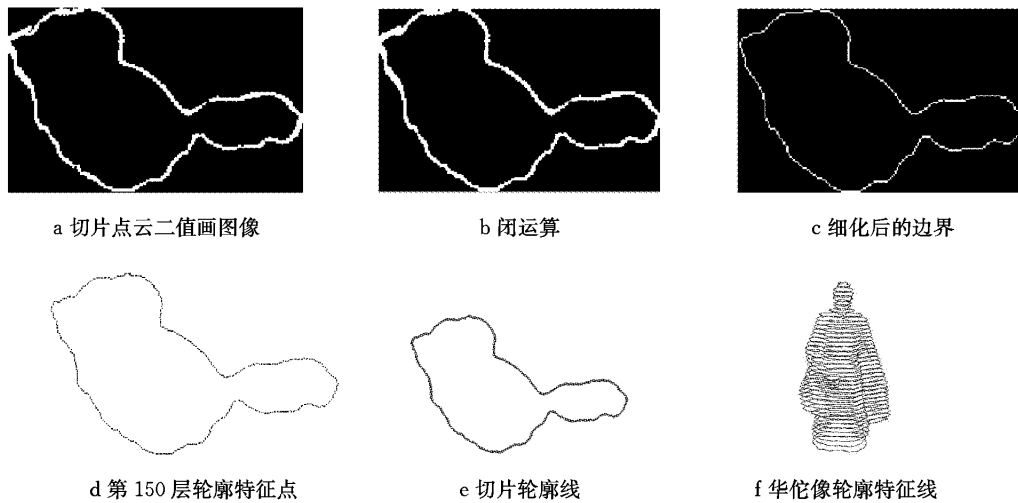 a 切片点云二值画图像
b 闭运算
c 细化后的边界
d 第 150 层轮廓特征点
e 切片轮廓线
f 华佗像轮廓特征线